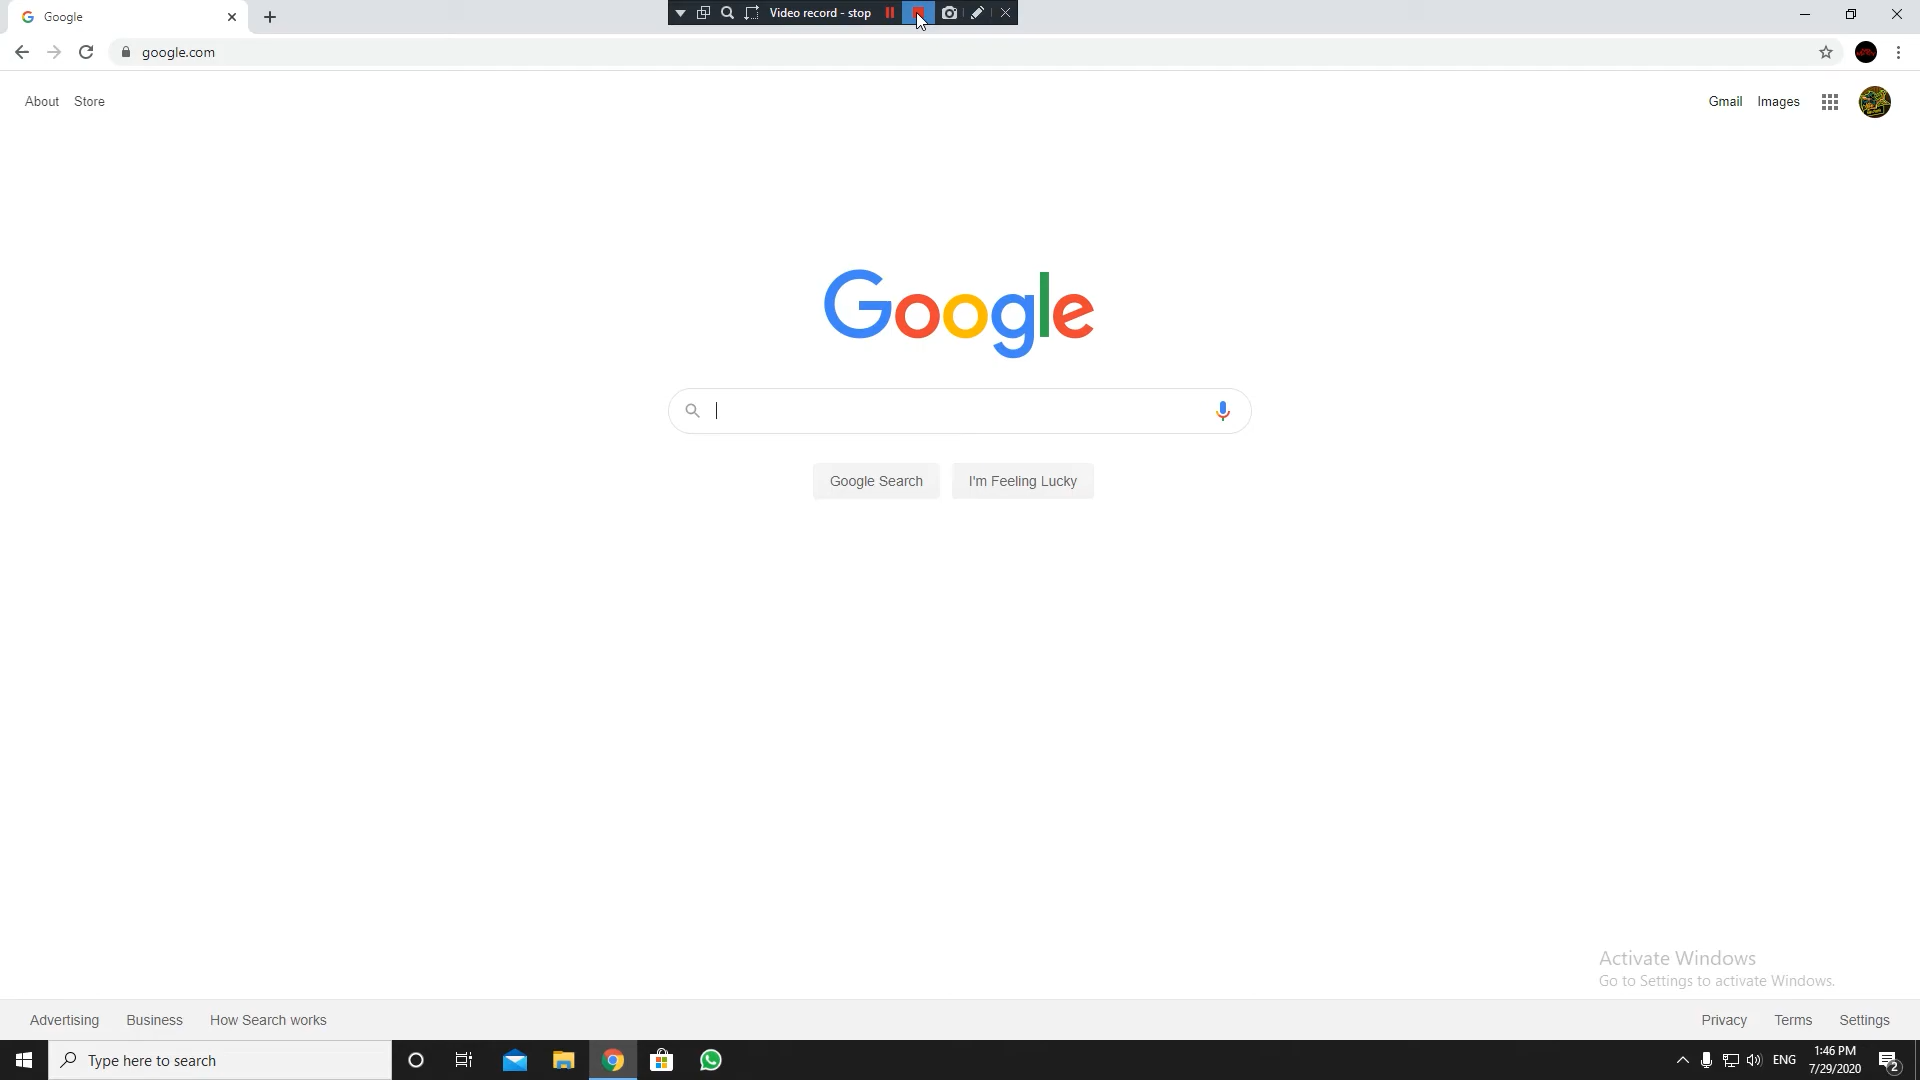 Google
Video record - stop
google.com
About Store
Gmail Images
Google
Google Search I'm Feeling Lucky
Activate Windows
Go to Settings to activate Windows.
Advertising Business How Search works
Privacy Terms Settings
Type here to search
ENG
1:46 PM
7/29/2020
2